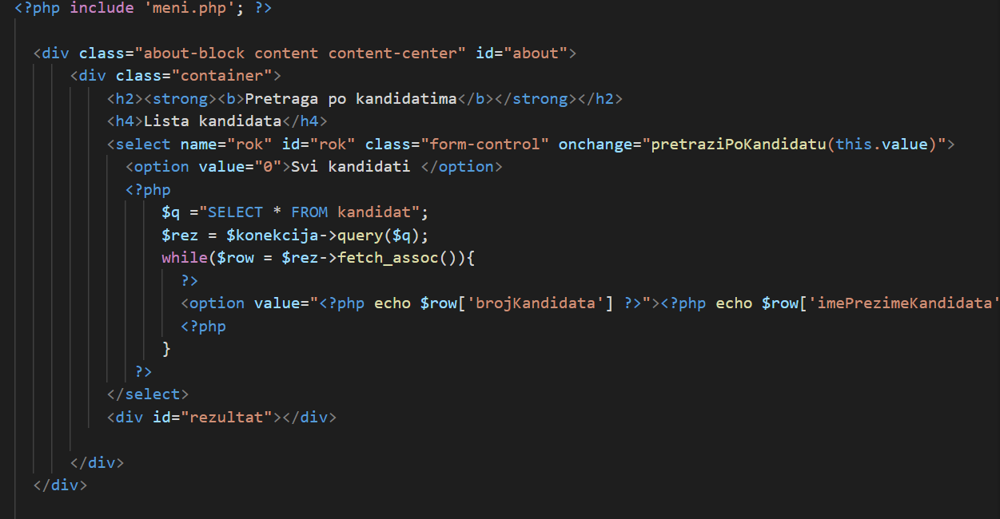 <?php include 'meni.php'; ?>
<div class="about-block content content-center" id="about">
<div class="container">
<h2><strong><b>Pretraga po kandidatima</b></strong></h2>
<h4>Lista kandidata</h4>
<select name="rok" id="rok" class="form-control" onchange="pretraziPoKandidatu(this.value)">
<option value="0">Svi kandidati </option>
<?php
$q ="SELECT * FROM kandidat";
$rez = $konekcija->query($q);
while($row = $rez->fetch_assoc()){
?>
<option value="<?php echo $row['brojKandidata'] ?>"><?php echo $row['imePrezimeKandidata'
<?php
}
?>
</select>
<div id="rezultat"></div>
</div>
</div>